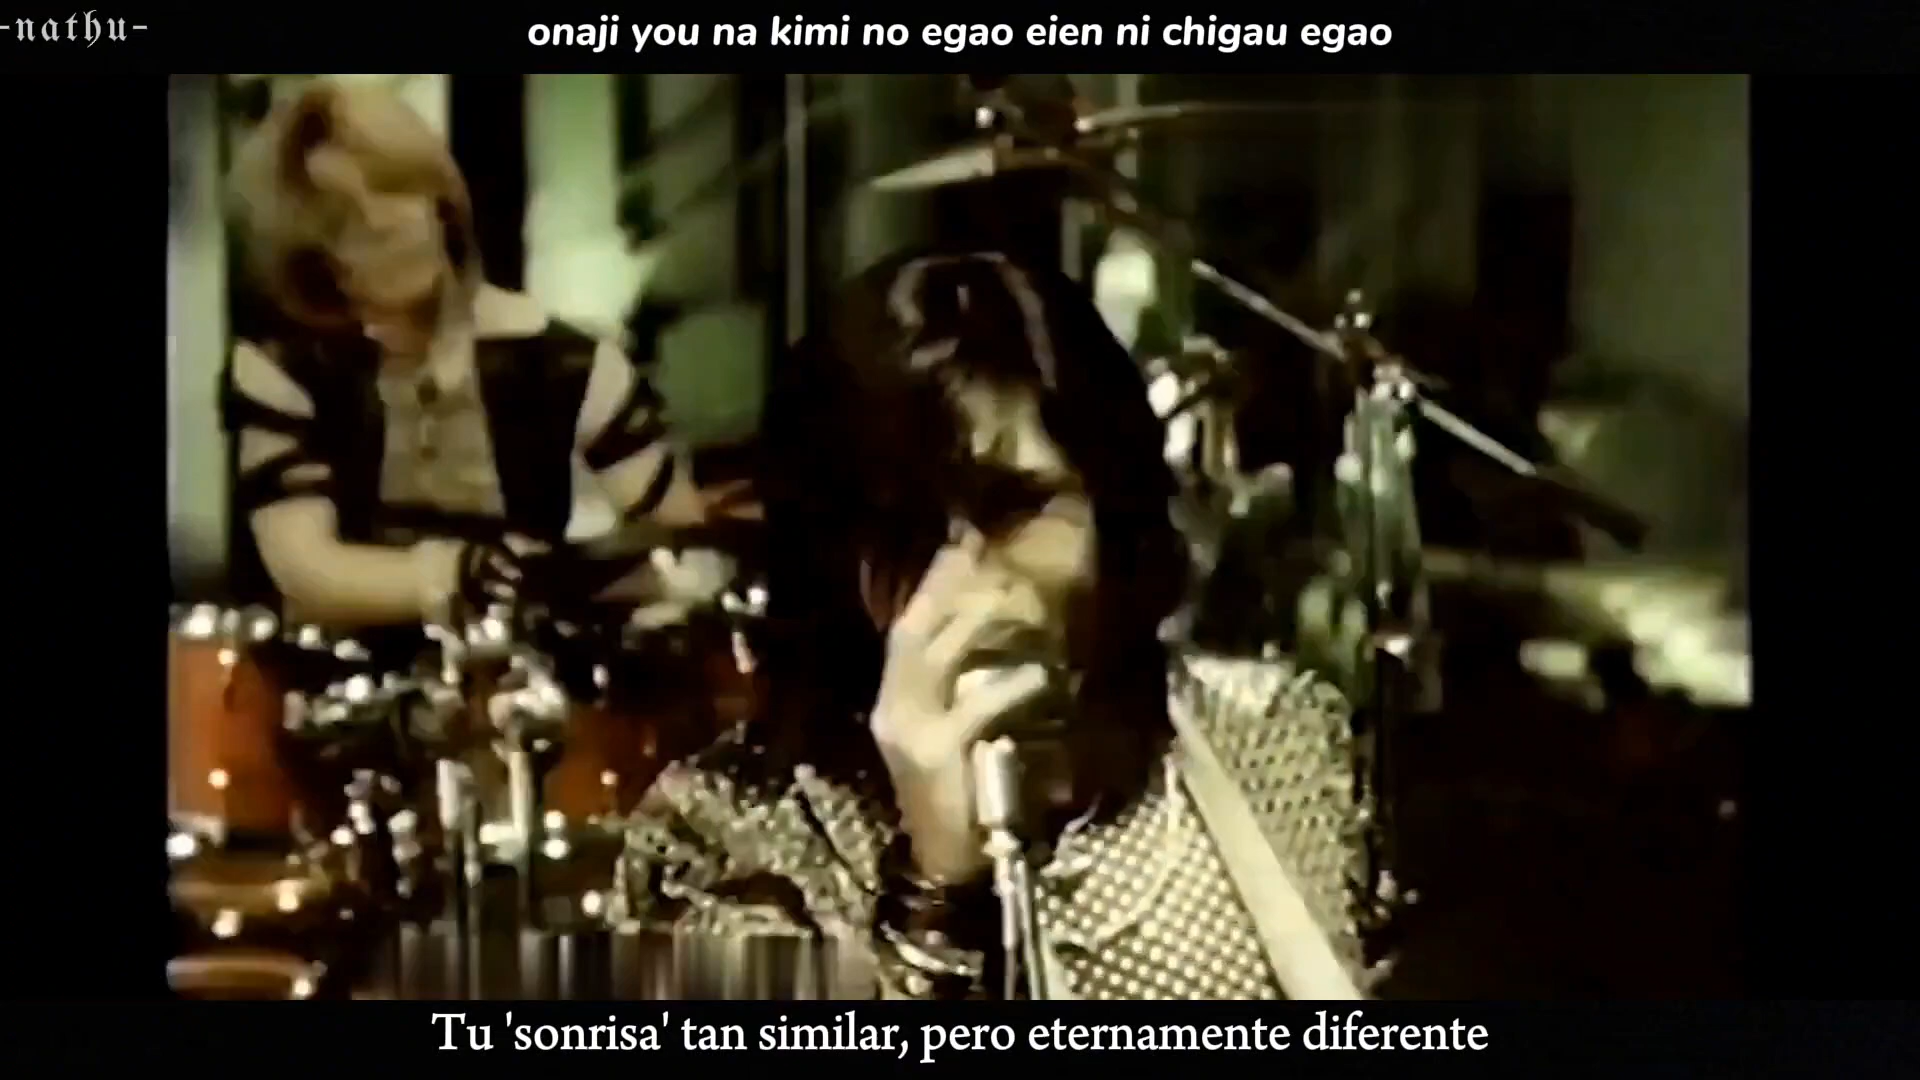 -nathu-
onaji you na kimi no egao eien ni chigau egao
Tu 'sonrisa' tan similar, pero eternamente diferente